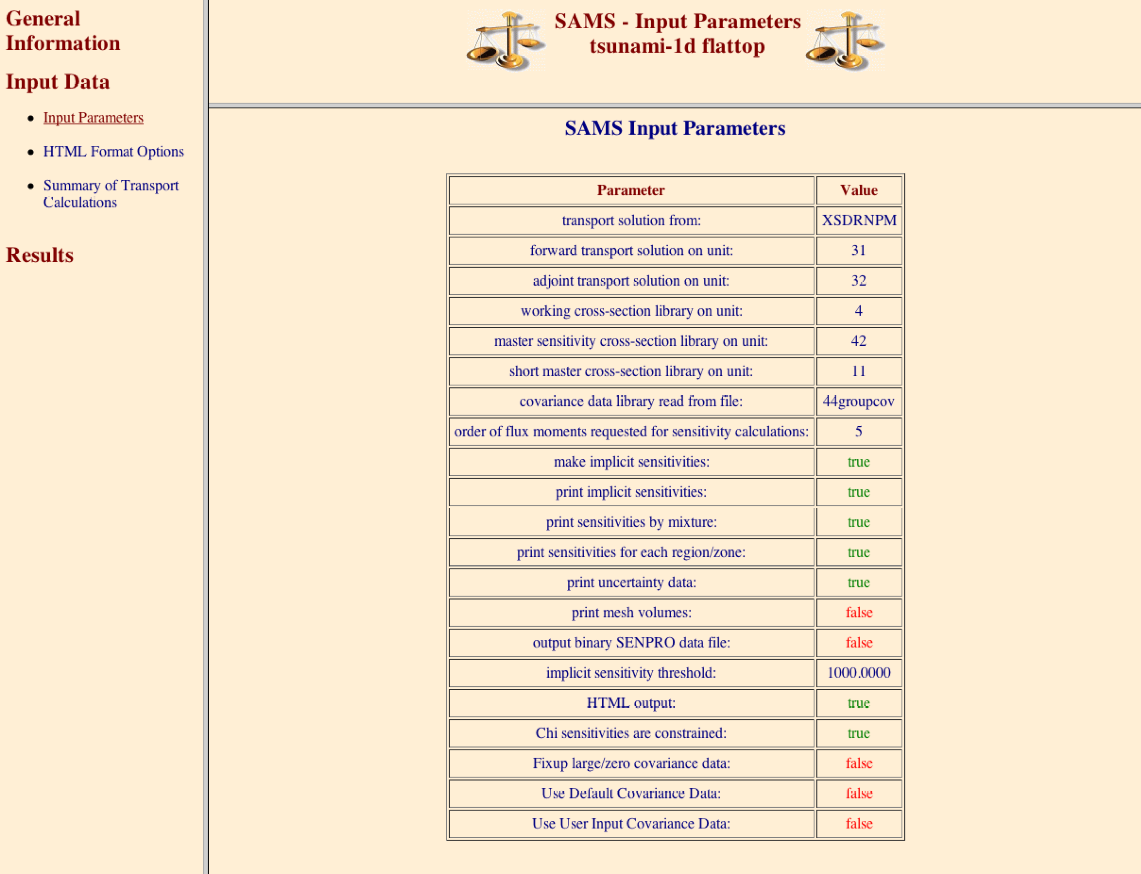 General
Information
Input Data
Input Parameters
HTML Format Options
Summary of Transport
Calculations
Results
SAMS - Input Parameters
tsunami-1d flattop
SAMS Input Parameters
Parameter Value
transport solution from: XSDRNPM
forward transport solution on unit: 31
adjoint transport solution on unit: 32
working cross-section library on unit: 4
master sensitivity cross-section library on unit: 42
short master cross-section library on unit: 11
covariance data library read from file: 44groupcov
order of flux moments requested for sensitivity calculations: 5
make implicit sensitivities: true
print implicit sensitivities: true
print sensitivities by mixture: true
print sensitivities for each region/zone: true
print uncertainty data: true
print mesh volumes: false
output binary SENPRO data file: false
implicit sensitivity threshold: 1000.0000
HTML output: true
Chi sensitivities are constrained: true
Fixup large/zero covariance data: false
Use Default Covariance Data: false
Use User Input Covariance Data: false